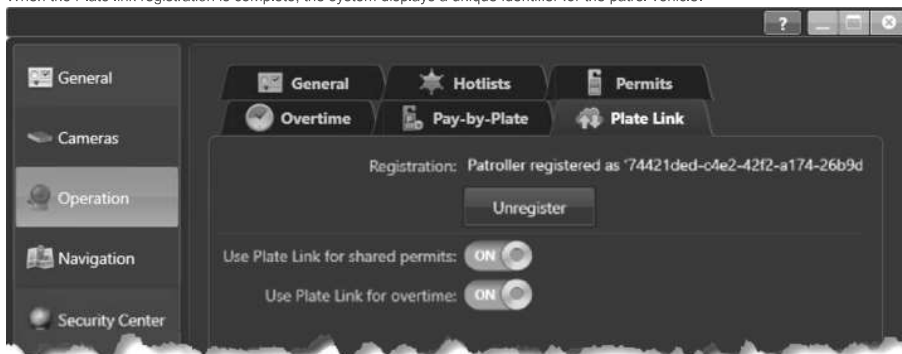 When the Plate link registration is complete, the system displays a unique identifier for the patrol vehicle.
?
General
Cameras
Operation
Navigation
Security Center
General
Hotlists
Permits
Overtime
Pay-by-Plate
Plate Link
Registration: Patroller registered as '74421ded-c4e2-42f2-a174-26b9d
Unregister
Use Plate Link for shared permits: ON
Use Plate Link for overtime: ON